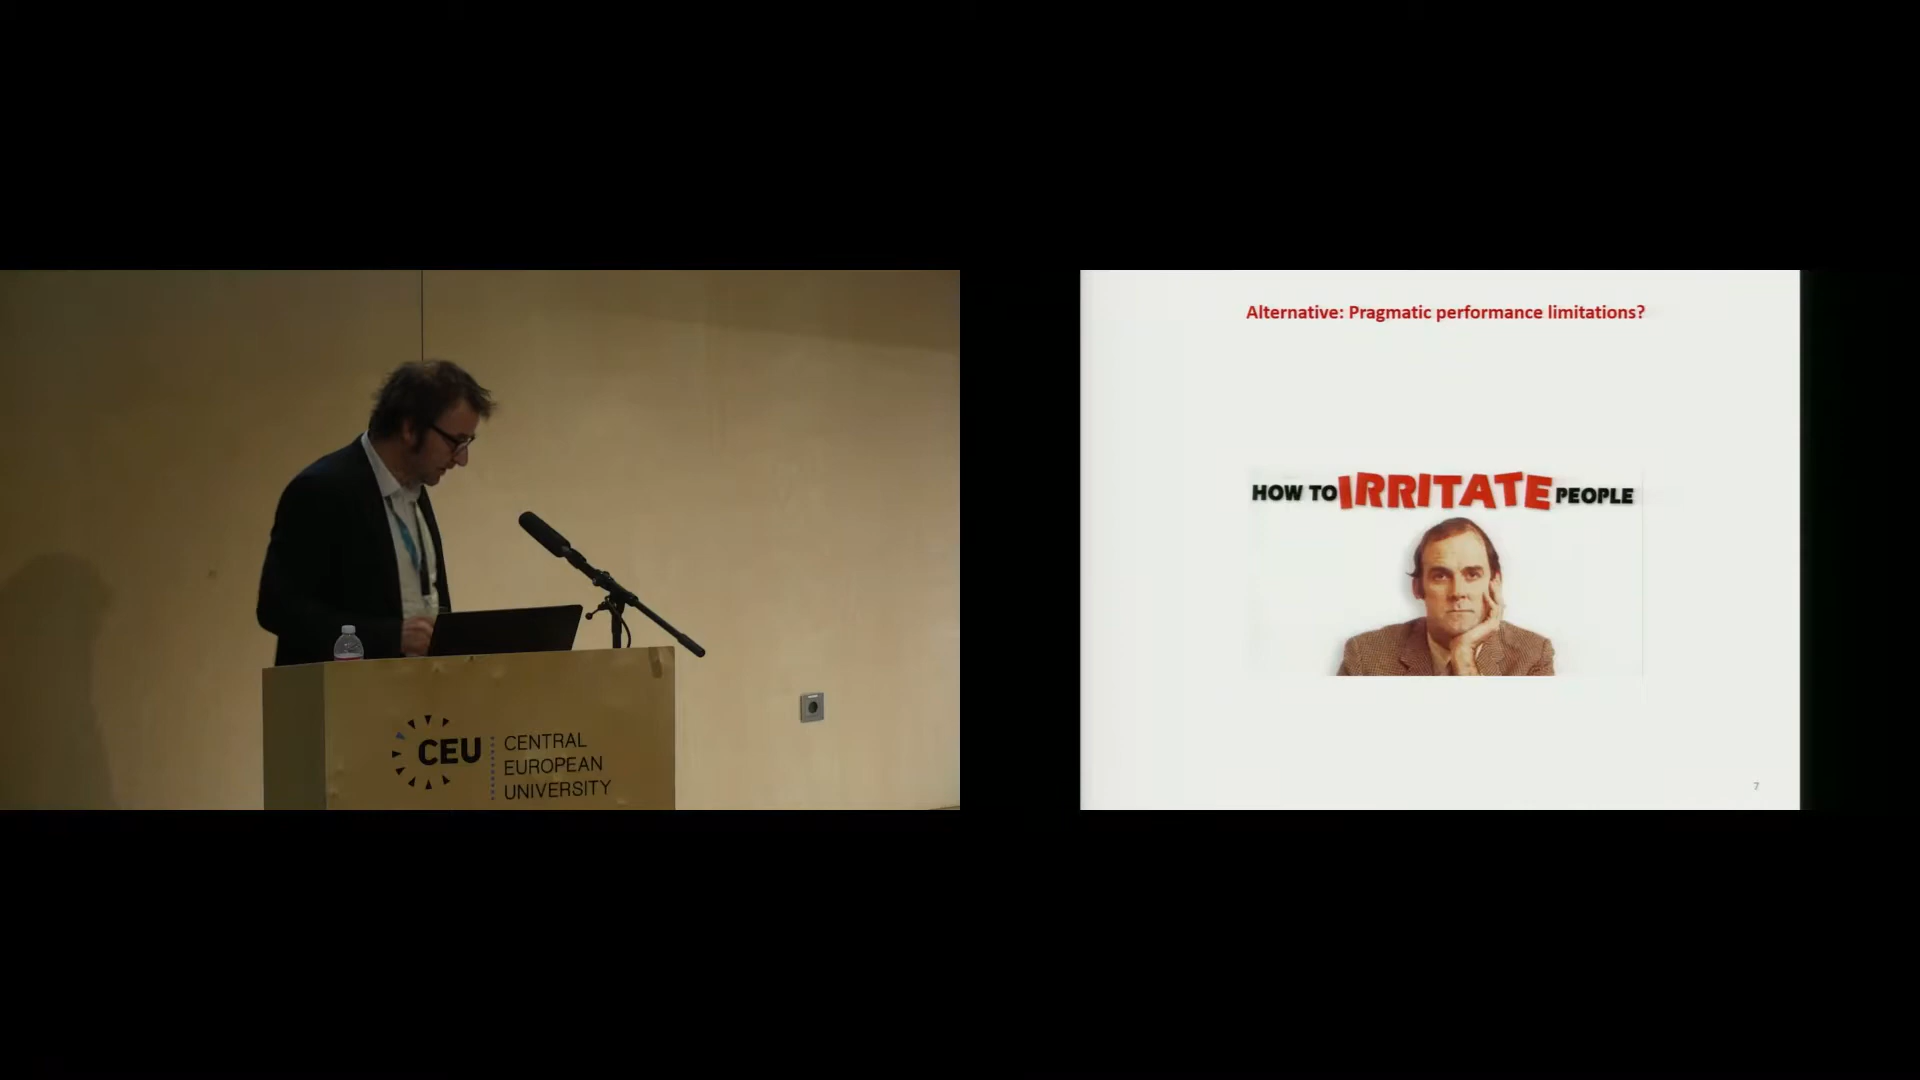 CEU
CENTRAL
EUROPEAN
UNIVERSITY
Alternative: Pragmatic performance limitations?
HOW TO IRRITATE PEOPLE
7